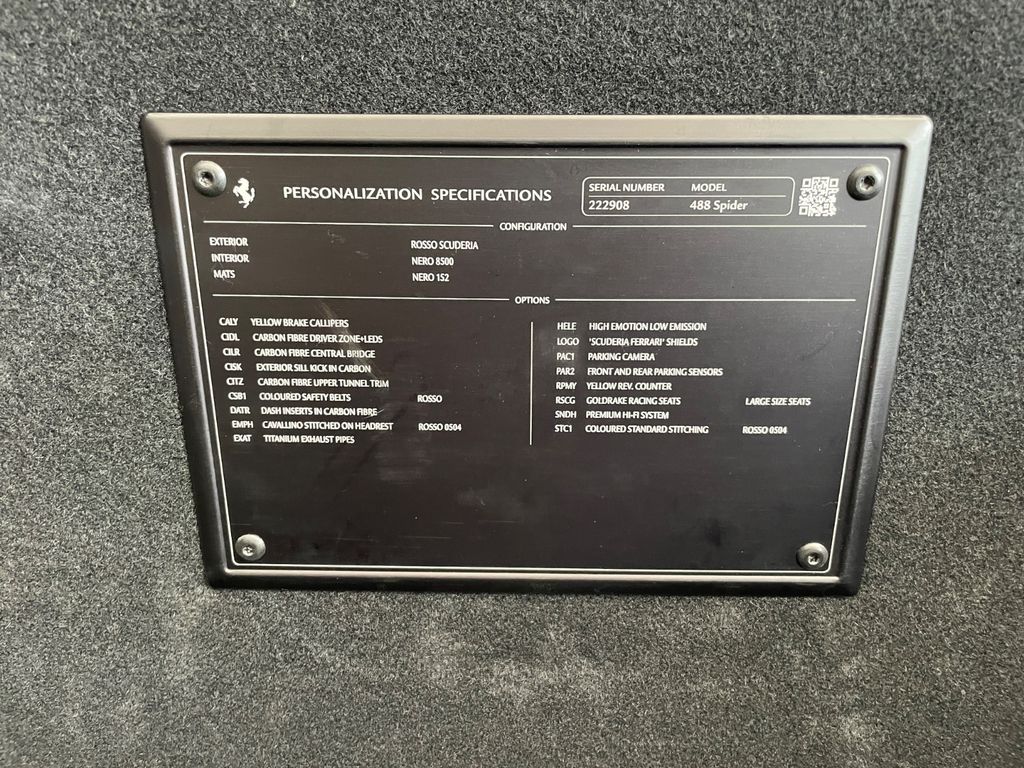 PERSONALIZATION SPECIFICATIONS
SERIAL NUMBER MODEL
222908 488 Spider
CONFIGURATION
EXTERIOR ROSSO SCUDERIA
INTERIOR NERO 8500
MATS NERO 152
OPTIONS
CALY YELLOW BRAKE CALLIPERS
CIDL CARBON FIBRE DRIVER ZONE+LEDS
CILR CARBON FIBRE CENTRAL BRIDGE
CISK EXTERIOR SILL KICK IN CARBON
CITZ CARBON FIBRE UPPER TUNNEL TRIM
CSB1 COLOURED SAFETY BELTS ROSSO
DATR DASH INSERTS IN CARBON FIBRE
EMPH CAVALLINO STITCHED ON HEADREST ROSSO 0504
EXAT TITANIUM EXHAUST PIPES
HELE HIGH EMOTION LOW EMISSION
LOGO 'SCUDERIA FERRARI' SHIELDS
PAC1 PARKING CAMERA
PAR2 FRONT AND REAR PARKING SENSORS
RPMY YELLOW REV. COUNTER
RSCG GOLDRAKE RACING SEATS LARGE SIZE SEATS
SNDH PREMIUM HI-FI SYSTEM
STC1 COLOURED STANDARD STITCHING ROSSO 0504